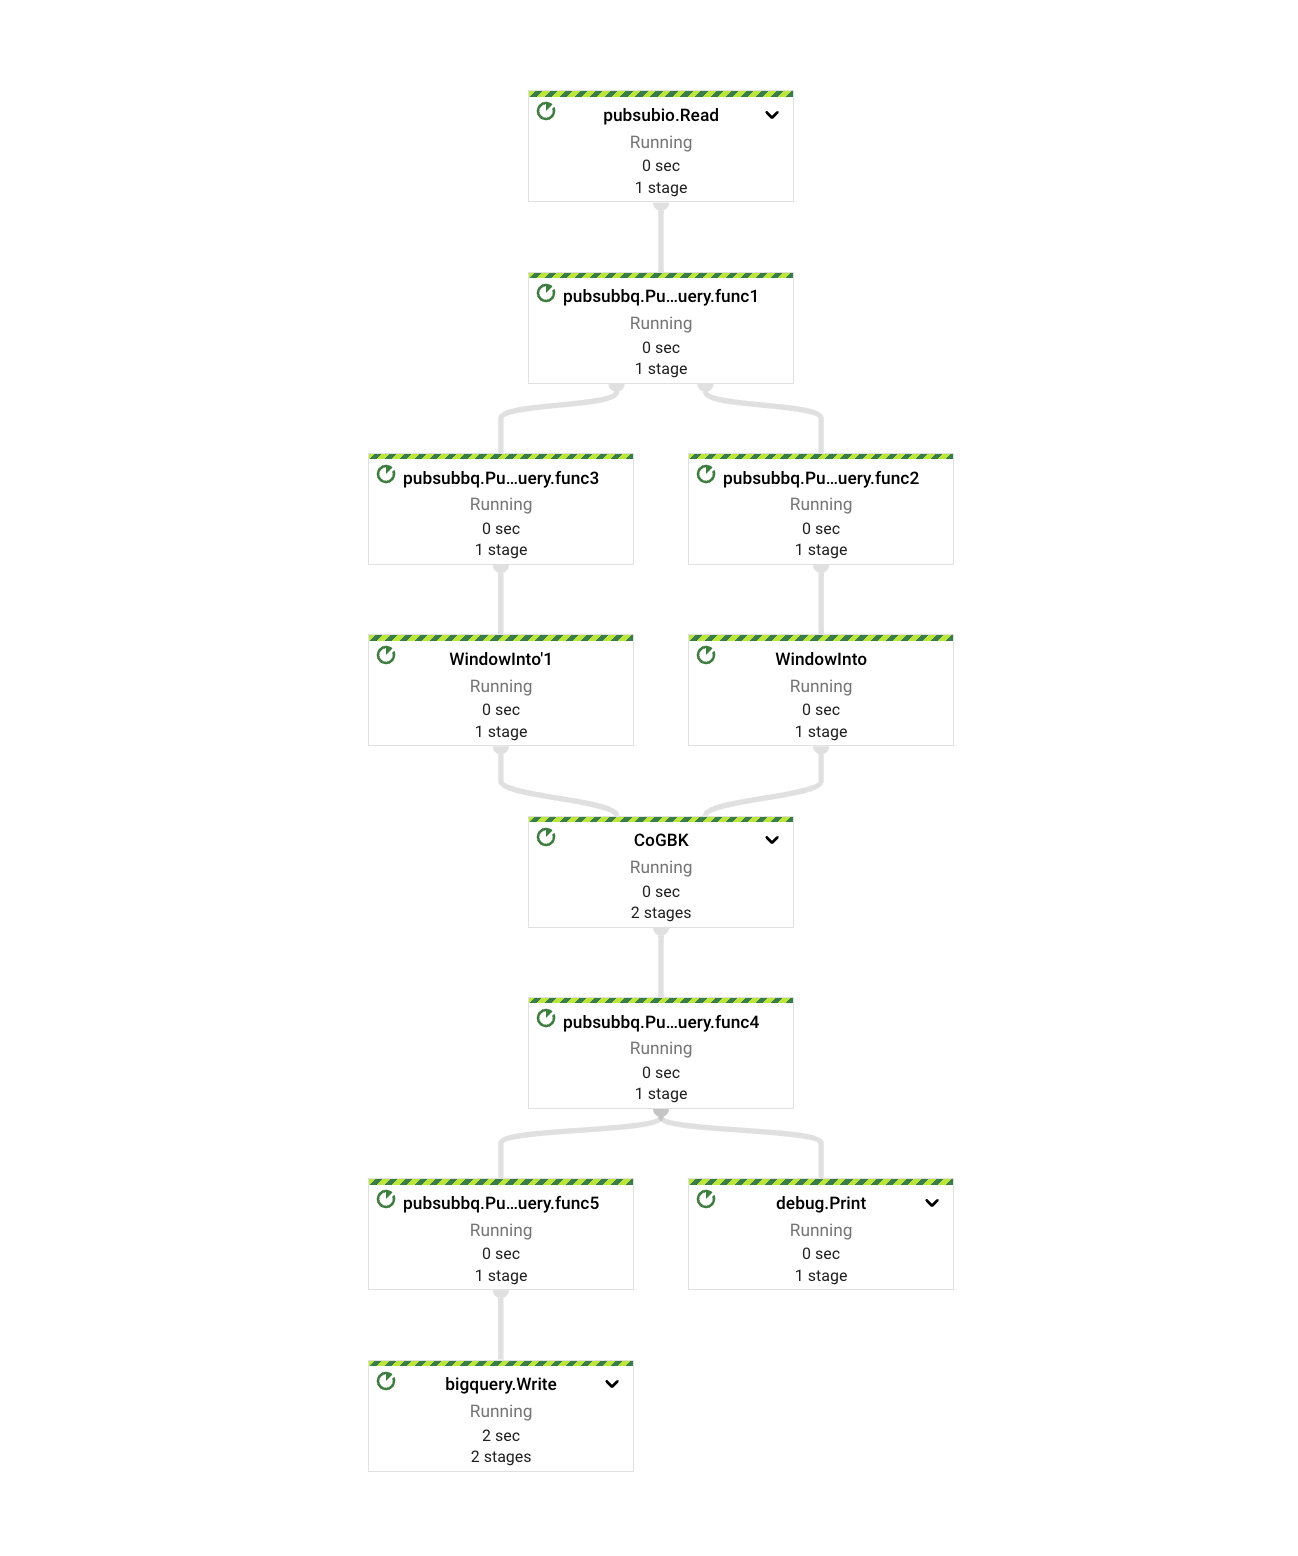 pubsubio.Read
Running
0 sec
1 stage
pubsubbq.Pu...uery.func1
Running
0 sec
1 stage
pubsubbq.Pu...uery.func3
Running
0 sec
1 stage
pubsubbq.Pu...uery.func2
Running
0 sec
1 stage
WindowInto'1
Running
0 sec
1 stage
WindowInto
Running
0 sec
1 stage
CoGBK
Running
0 sec
2 stages
pubsubbq.Pu...uery.func4
Running
0 sec
1 stage
pubsubbq.Pu...uery.func5
Running
0 sec
1 stage
debug.Print
Running
0 sec
1 stage
bigquery.Write
Running
2 sec
2 stages